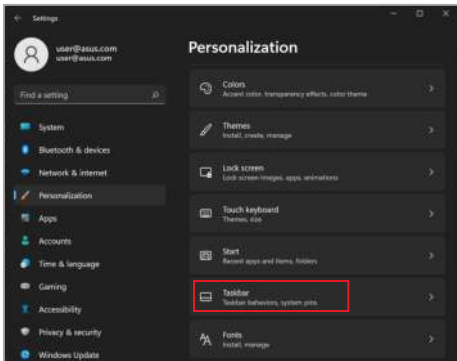 Settings
user@asus.com
user@asus.com
Find a setting
System
Bluetooth & devices
Network & internet
Personalization
Apps
Accounts
Time & language
Gaming
Accessibility
Privacy & security
Windows Update
Personalization
Colors
Accent color, transparency effects, color theme
Themes
Install, create, manage
Lock screen
Lock screen images, apps, animations
Touch keyboard
Themes, size
Start
Recent apps and items, folders
Taskbar
Taskbar behaviors, system pins
Fonts
Install, manage